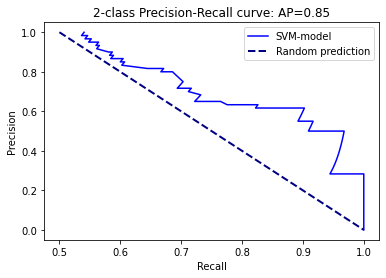 2-class Precision-Recall curve: AP=0.85
SVM-model
Random prediction
Precision
1.0
0.8
0.6
0.4
0.2
0.0
0.5
0.6
0.7
0.8
0.9
1.0
Recall